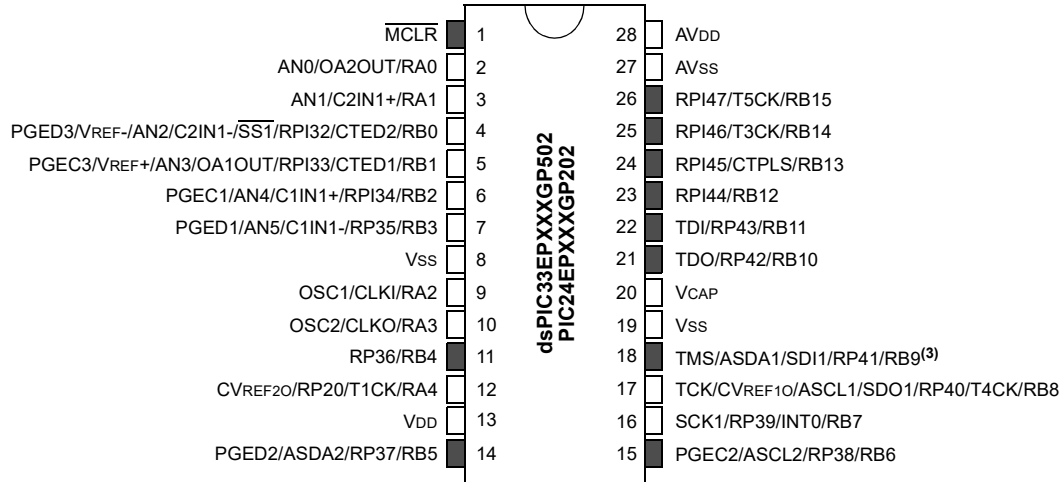 MCLR 1
AN0/OA2OUT/RA0 2
AN1/C2IN1+/RA1 3
PGED3/VREF-/AN2/C2IN1-/SS1/RPI32/CTED2/RB0 4
PGEC3/VREF+/AN3/OA1OUT/RPI33/CTED1/RB1 5
PGEC1/AN4/C1IN1+/RPI34/RB2 6
PGED1/AN5/C1IN1-/RP35/RB3 7
VSS 8
OSC1/CLKI/RA2 9
OSC2/CLKO/RA3 10
RP36/RB4 11
CVREF2O/RP20/T1CK/RA4 12
VDD 13
PGED2/ASDA2/RP37/RB5 14
dsPIC33EPXXXGP502
PIC24EPXXXGP202
28 AVDD
27 AVSS
26 RPI47/T5CK/RB15
25 RPI46/T3CK/RB14
24 RPI45/CTPLS/RB13
23 RPI44/RB12
22 TDI/RP43/RB11
21 TDO/RP42/RB10
20 VCAP
19 VSS
18 TMS/ASDA1/SDI1/RP41/RB9(3)
17 TCK/CVREF1O/ASCL1/SDO1/RP40/T4CK/RB8
16 SCK1/RP39/INT0/RB7
15 PGEC2/ASCL2/RP38/RB6